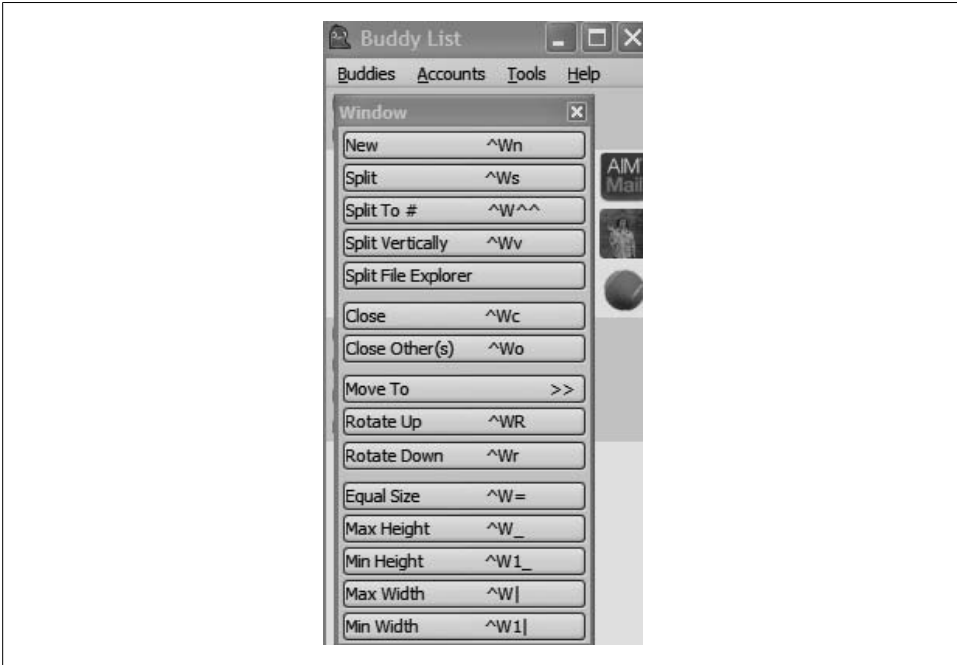 Buddy List
Buddies Accounts Tools Help
Window
New ^Wn
Split ^Ws
Split To # ^W^^
Split Vertically ^Wv
Split File Explorer
Close ^Wc
Close Other(s) ^Wo
Move To >>
Rotate Up ^WR
Rotate Down ^Wr
Equal Size ^W=
Max Height ^W_
Min Height ^W1_
Max Width ^W|
Min Width ^W1|
AIM
Mail